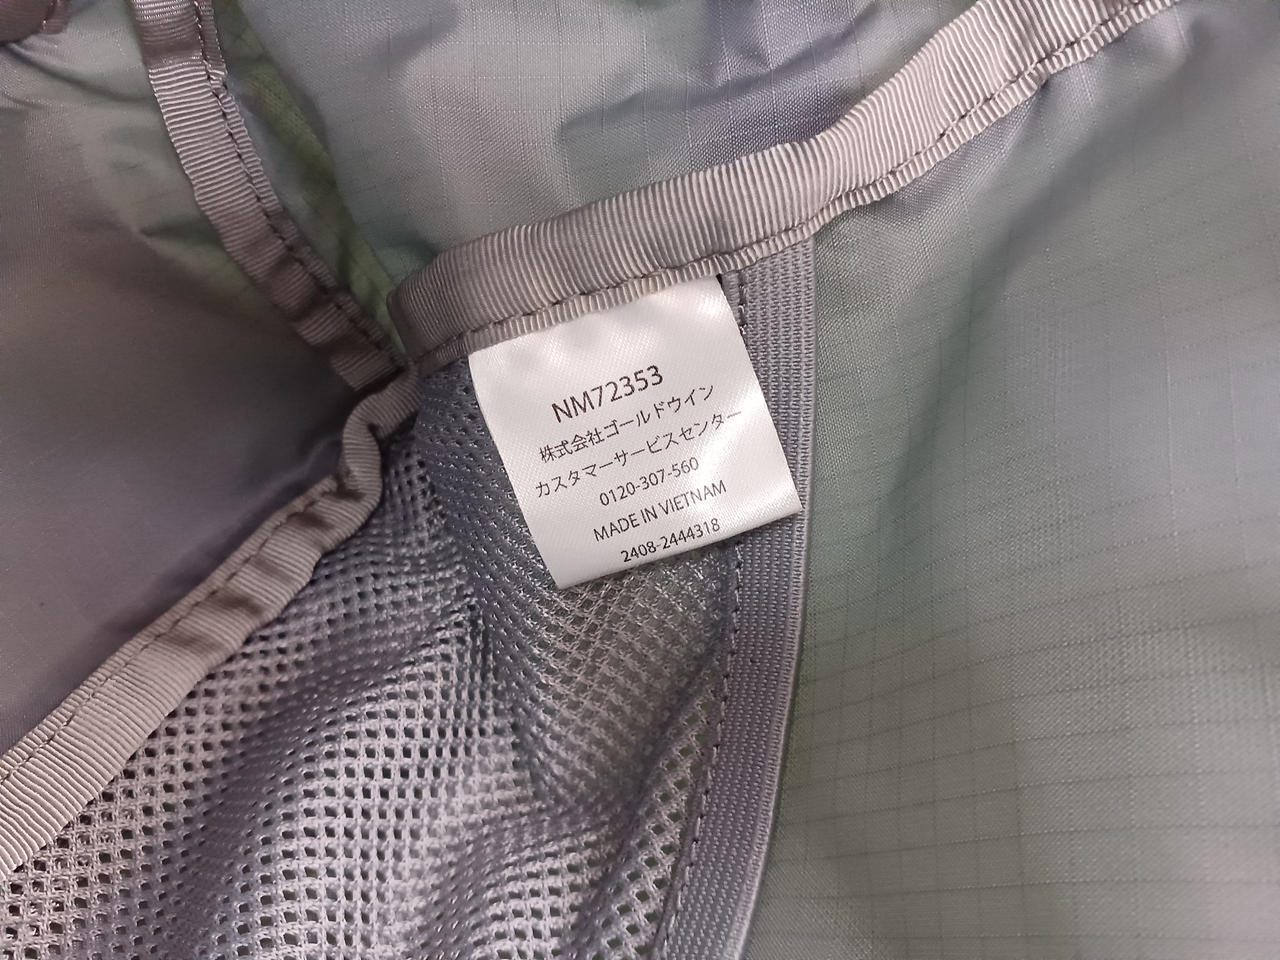 NM72353
株式会社ゴールドウイン
カスタマーサービスセンター
0120-307-560
MADE IN VIETNAM
2408-2444318